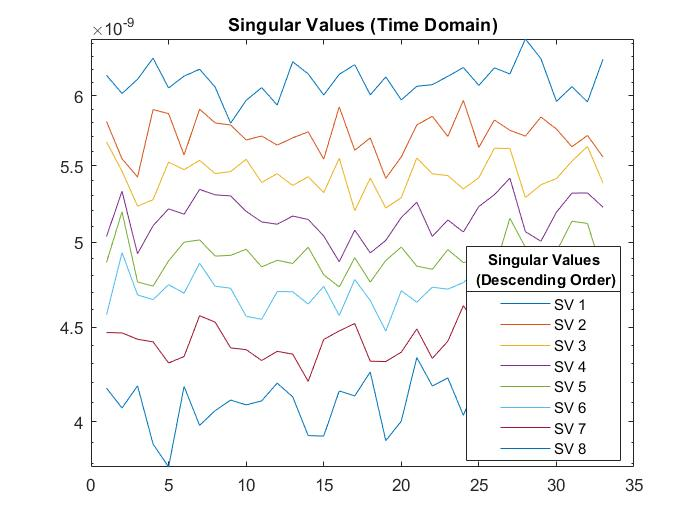 ×10⁻⁹
Singular Values (Time Domain)
6
5.5
5
4.5
4
0 5 10 15 20 25 30 35
Singular Values
(Descending Order)
SV 1
SV 2
SV 3
SV 4
SV 5
SV 6
SV 7
SV 8